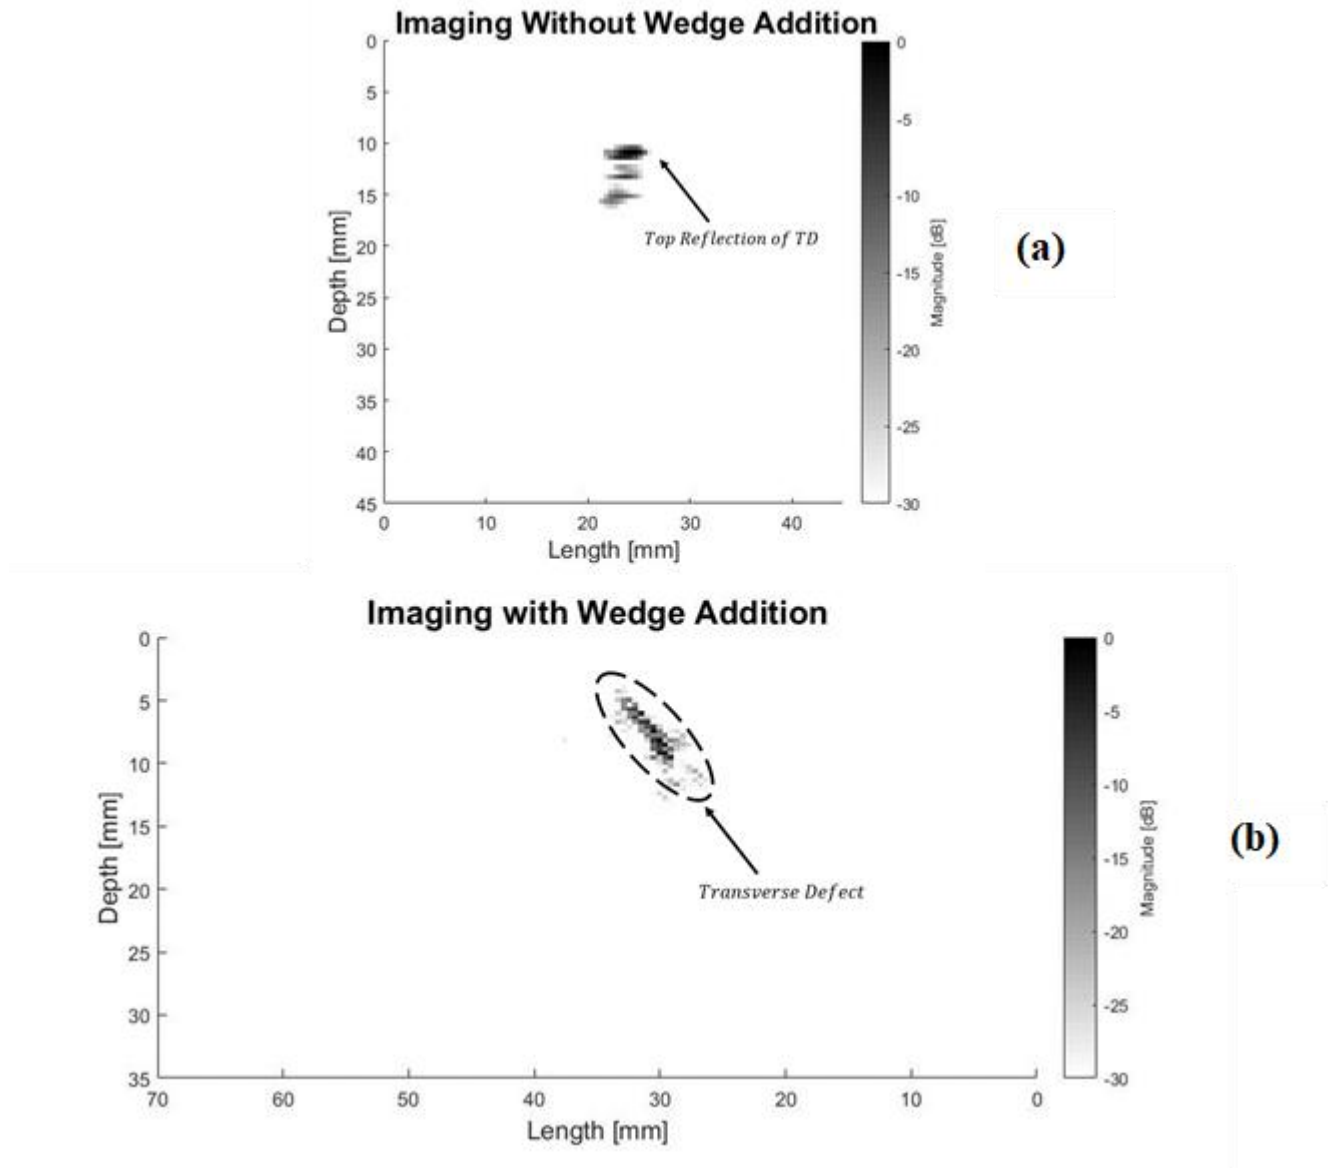 Imaging Without Wedge Addition
0
5
10
15
20
25
30
35
40
45
0 10 20 30 40
Depth [mm]
Length [mm]
Top Reflection of TD
0
-5
-10
-15
-20
-25
-30
Magnitude [dB]
(a)
Imaging with Wedge Addition
0
5
10
15
20
25
30
35
70 60 50 40 30 20 10 0
Depth [mm]
Length [mm]
Transverse Defect
0
-5
-10
-15
-20
-25
-30
Magnitude [dB]
(b)